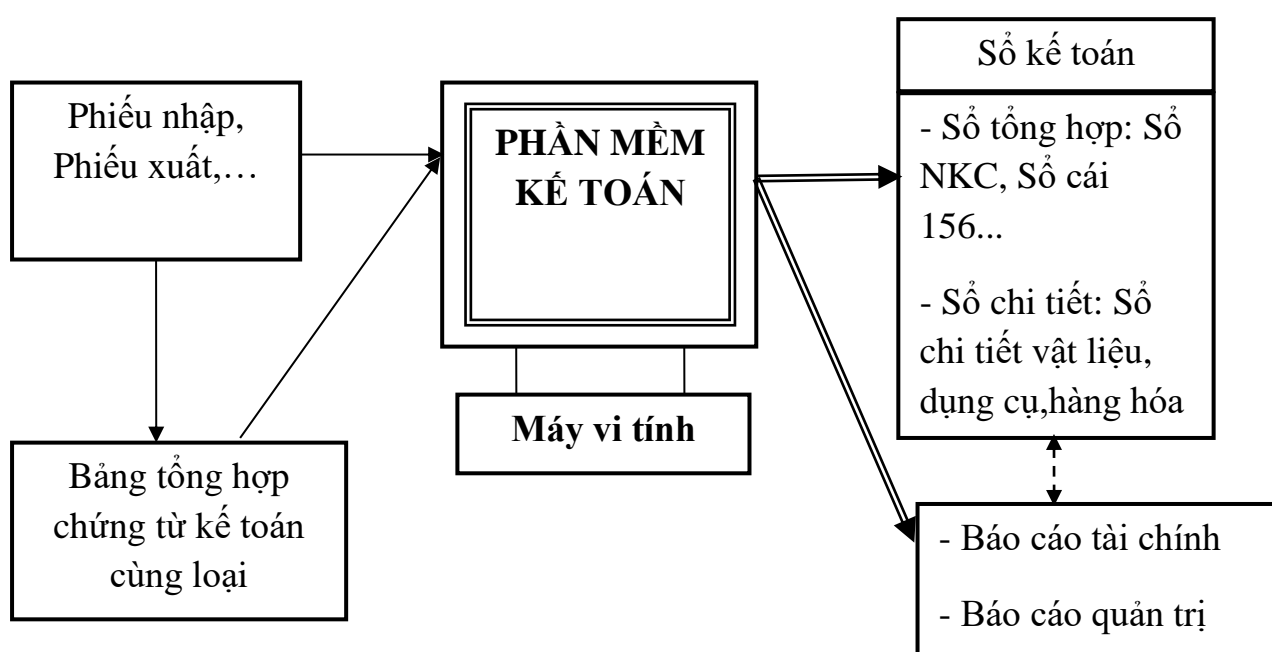 Phiếu nhập,
Phiếu xuất,…
Bảng tổng hợp
chứng từ kế toán
cùng loại
PHẦN MỀM
KẾ TOÁN
Máy vi tính
Sổ kế toán
- Sổ tổng hợp: Sổ
NKC, Sổ cái
156...
- Sổ chi tiết: Sổ
chi tiết vật liệu,
dụng cụ,hàng hóa
- Báo cáo tài chính
- Báo cáo quản trị